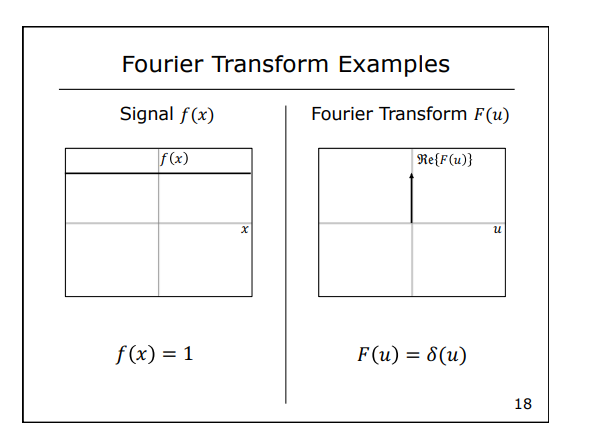 Fourier Transform Examples
Signal f(x)
Fourier Transform F(u)
f(x)
x
ℜe{F(u)}
u
f(x) = 1
F(u) = δ(u)
18